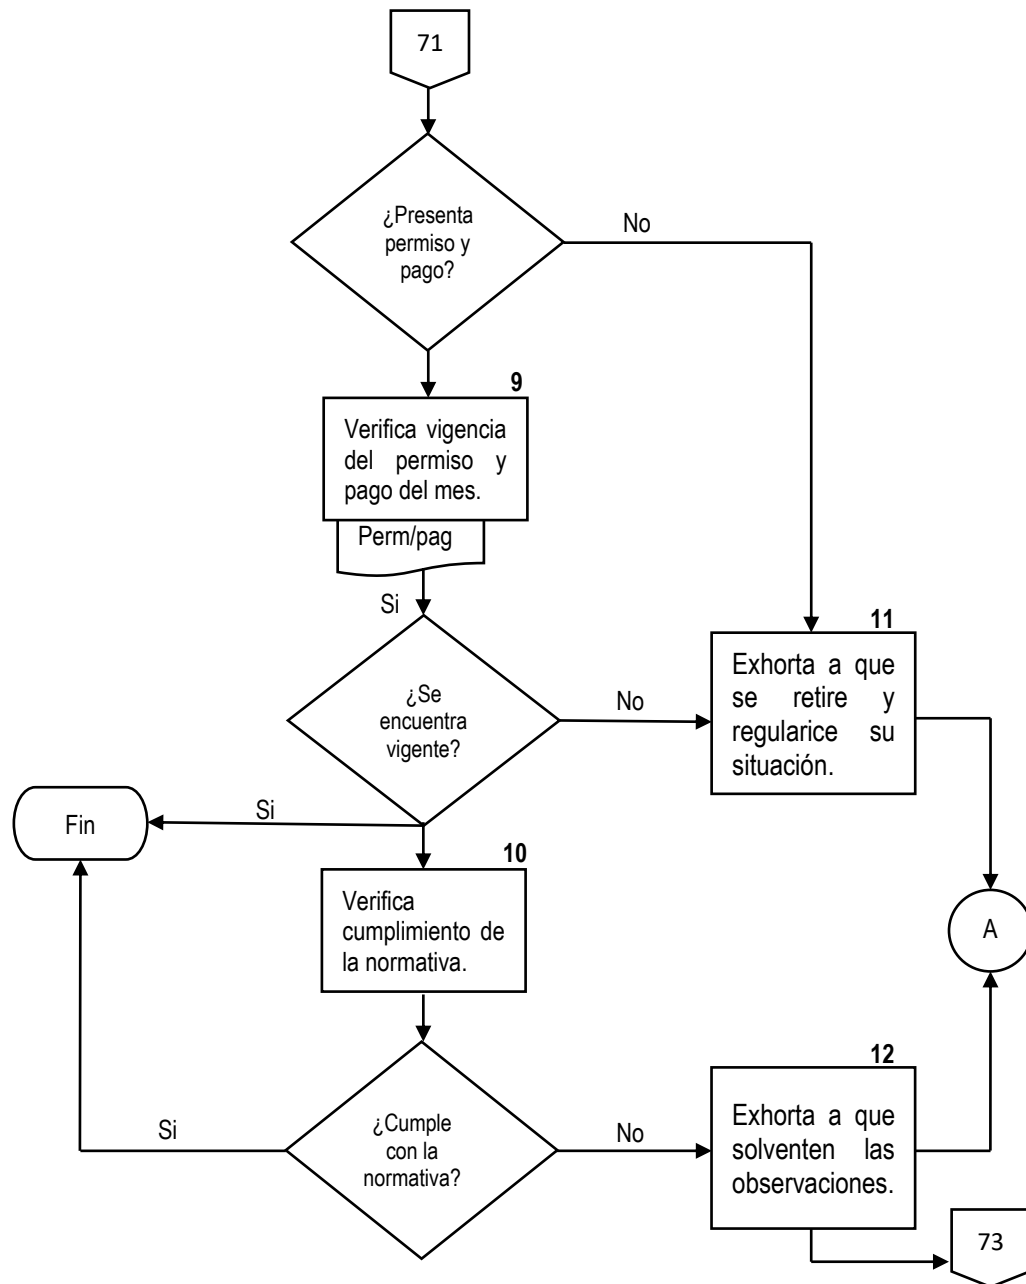 71
¿Presenta
permiso y
pago?
No
9
Verifica vigencia
del permiso y
pago del mes.
Perm/pag
Si
¿Se
encuentra
vigente?
No
11
Exhorta a que
se retire y
regularice su
situación.
Fin
Si
10
Verifica
cumplimiento de
la normativa.
A
¿Cumple
con la
normativa?
Si
No
12
Exhorta a que
solventen las
observaciones.
73